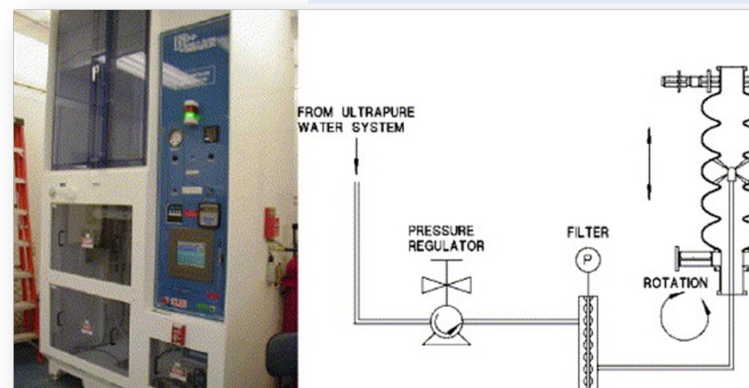 FROM ULTRAPURE
WATER SYSTEM
PRESSURE
REGULATOR
FILTER
P
ROTATION